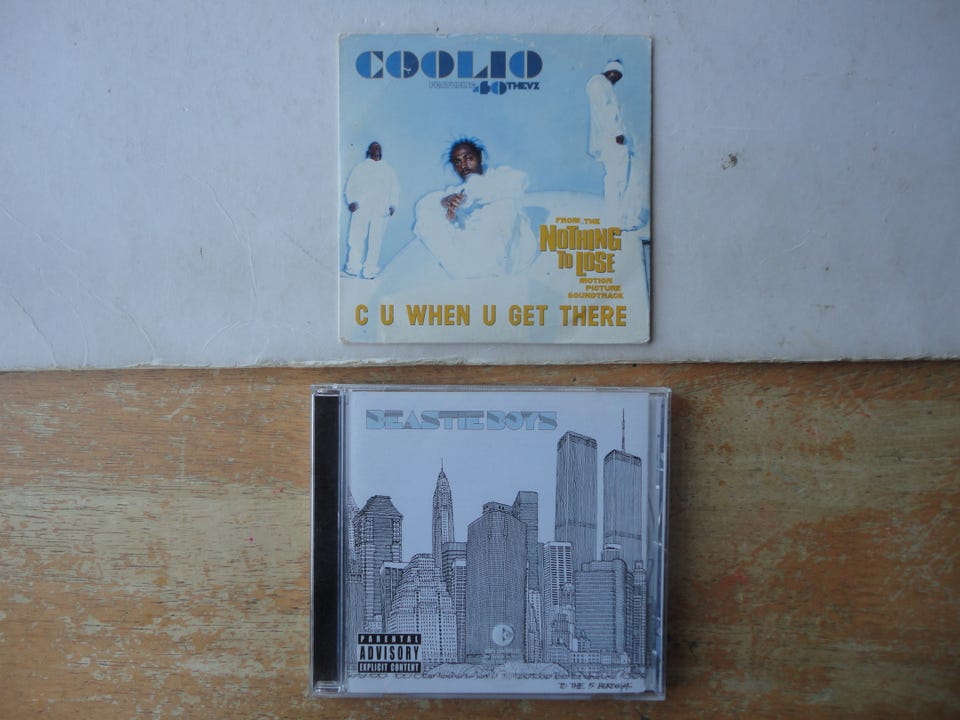 COOLIO
FEATURING 40 THEVZ
FROM THE
NOTHING
TO LOSE
MOTION
PICTURE
SOUNDTRACK
C U WHEN U GET THERE
BEASTIE BOYS
PARENTAL
ADVISORY
EXPLICIT CONTENT
TO THE 5 BOROUGHS